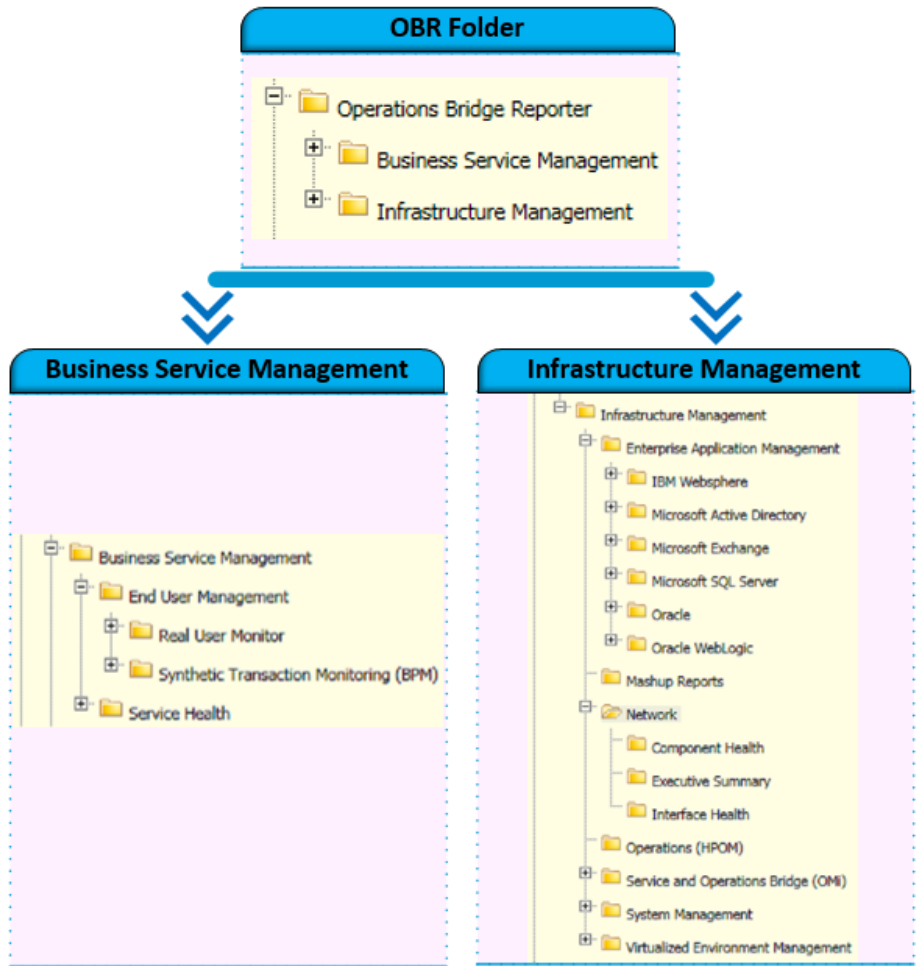 OBR Folder
Operations Bridge Reporter
Business Service Management
Infrastructure Management
Business Service Management
Business Service Management
End User Management
Real User Monitor
Synthetic Transaction Monitoring (BPM)
Service Health
Infrastructure Management
Infrastructure Management
Enterprise Application Management
IBM Websphere
Microsoft Active Directory
Microsoft Exchange
Microsoft SQL Server
Oracle
Oracle WebLogic
Mashup Reports
Network
Component Health
Executive Summary
Interface Health
Operations (HPOM)
Service and Operations Bridge (OMi)
System Management
Virtualized Environment Management